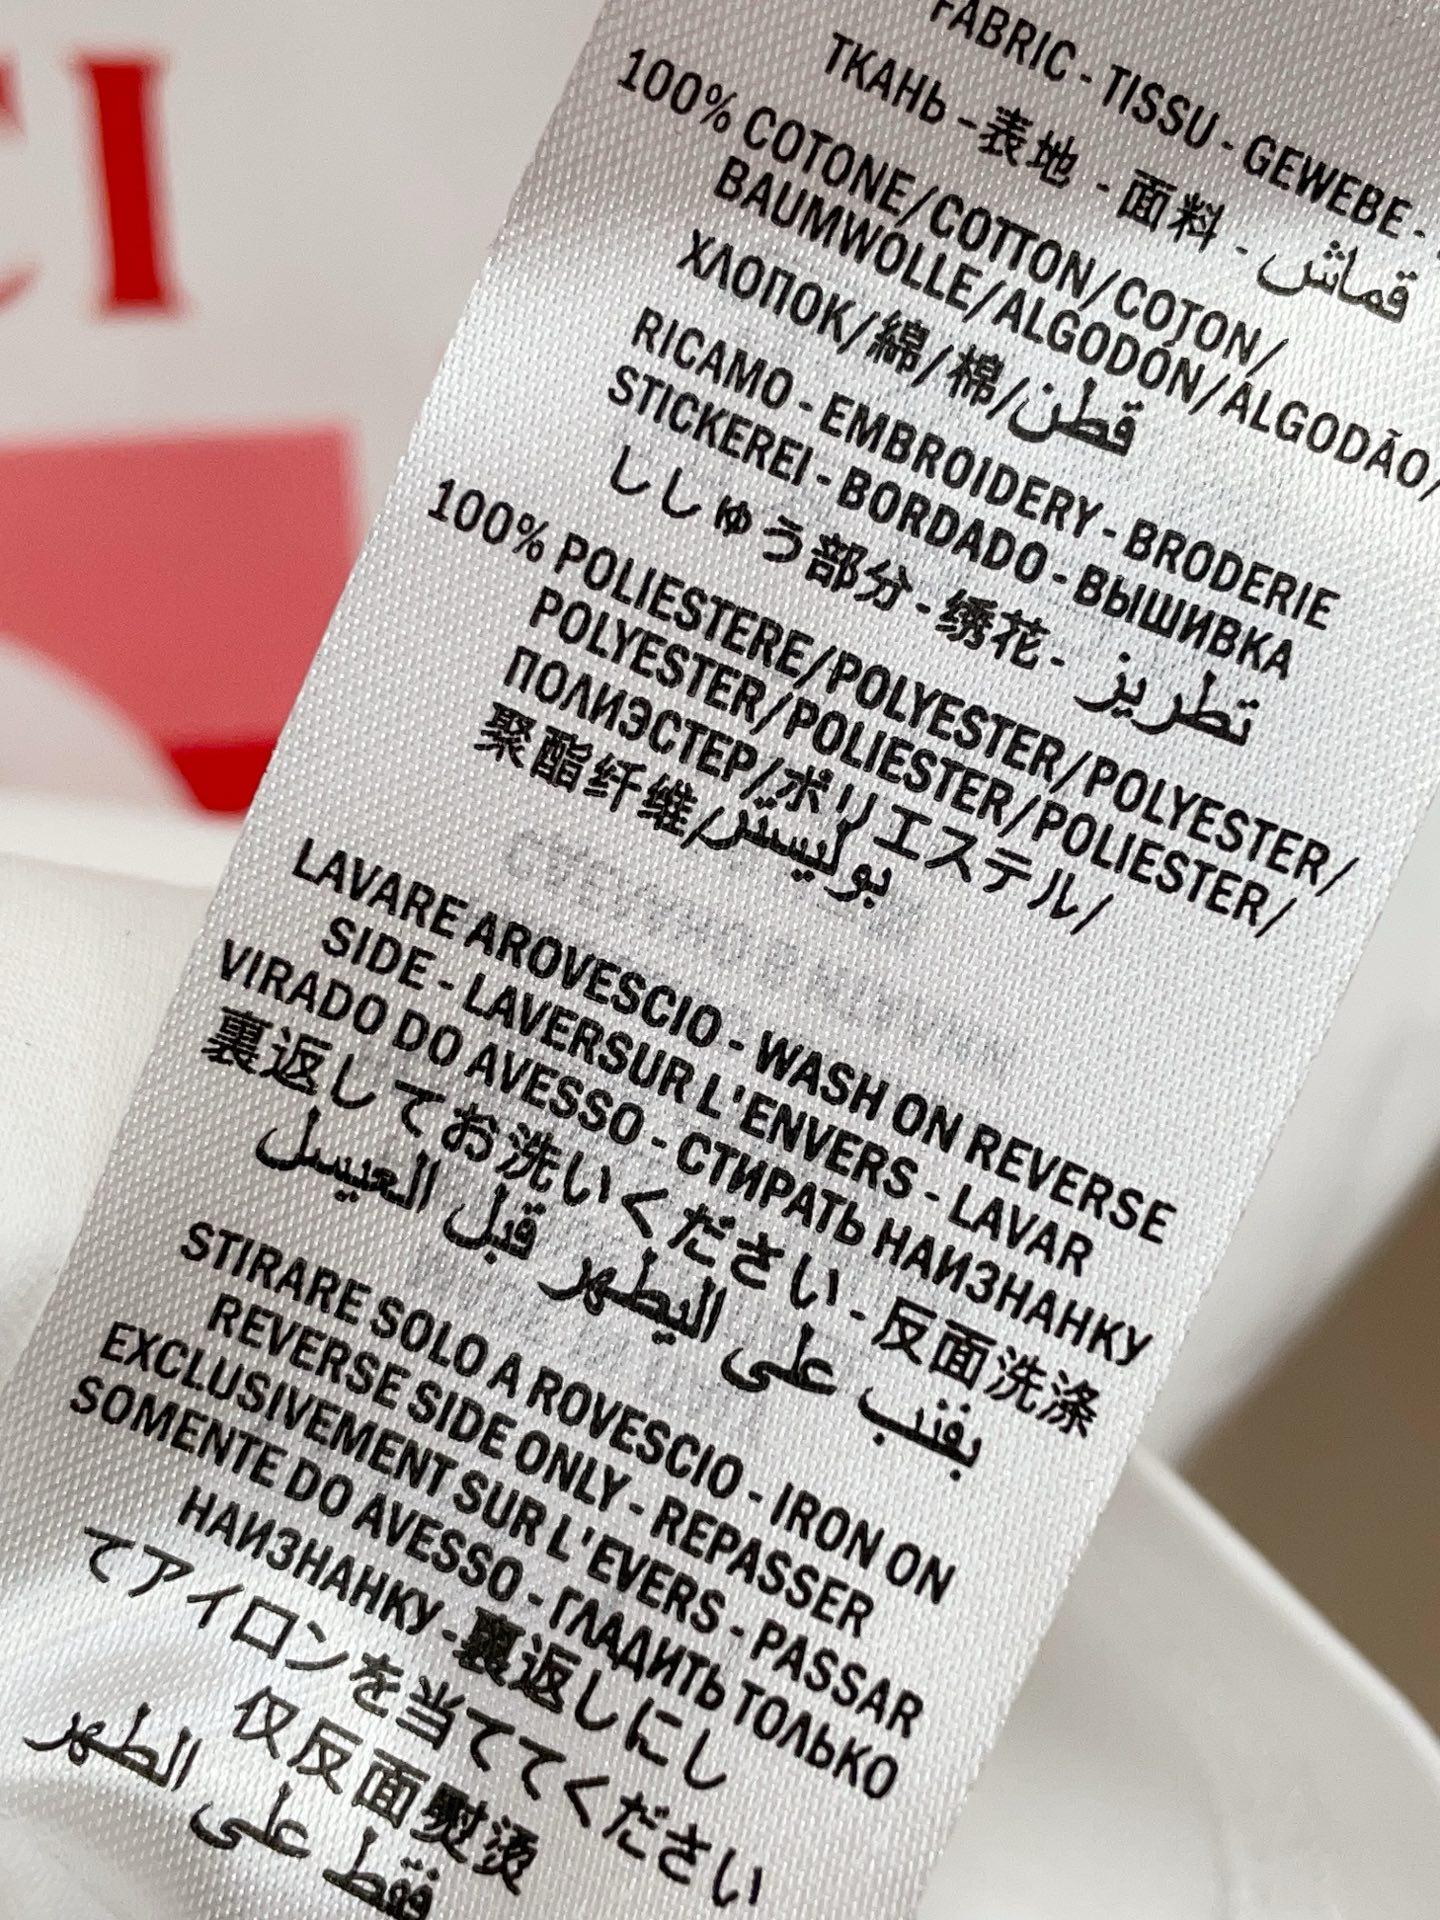 CI
FABRIC - TISSU - GEWEBE -
ТКАНЬ - 表地 - 面料 - قماش
100% COTONE/COTTON/COTON/
BAUMWOLLE/ALGODÓN/ALGODÃO/
ХЛОПОК/綿/棉/قطن
RICAMO - EMBROIDERY - BRODERIE
STICKEREI - BORDADO - ВЫШИВКА
ししゅう部分 - 绣花 - تطريز
100% POLIESTERE/POLYESTER/POLYESTER/
POLYESTER/POLIESTER/POLIESTER/
ПОЛИЭСТЕР/ポリエステル/
聚酯纤维/بوليستر
LAVARE AROVESCIO - WASH ON REVERSE
SIDE - LAVERSUR L'ENVERS - LAVAR
VIRADO DO AVESSO - СТИРАТЬ НАИЗНАНКУ
裏返してお洗いください - 反面洗涤
على قبل
STIRARE SOLO A ROVESCIO - IRON ON
REVERSE SIDE ONLY - REPASSER
EXCLUSIVEMENT SUR L'EVERS - PASSAR
SOMENTE DO AVESSO - ГЛАДИТЬ ТОЛЬКО
НАИЗНАНКУ - 裏返しにし
てアイロンを当ててください
仅反面熨烫
فقط على الطهر